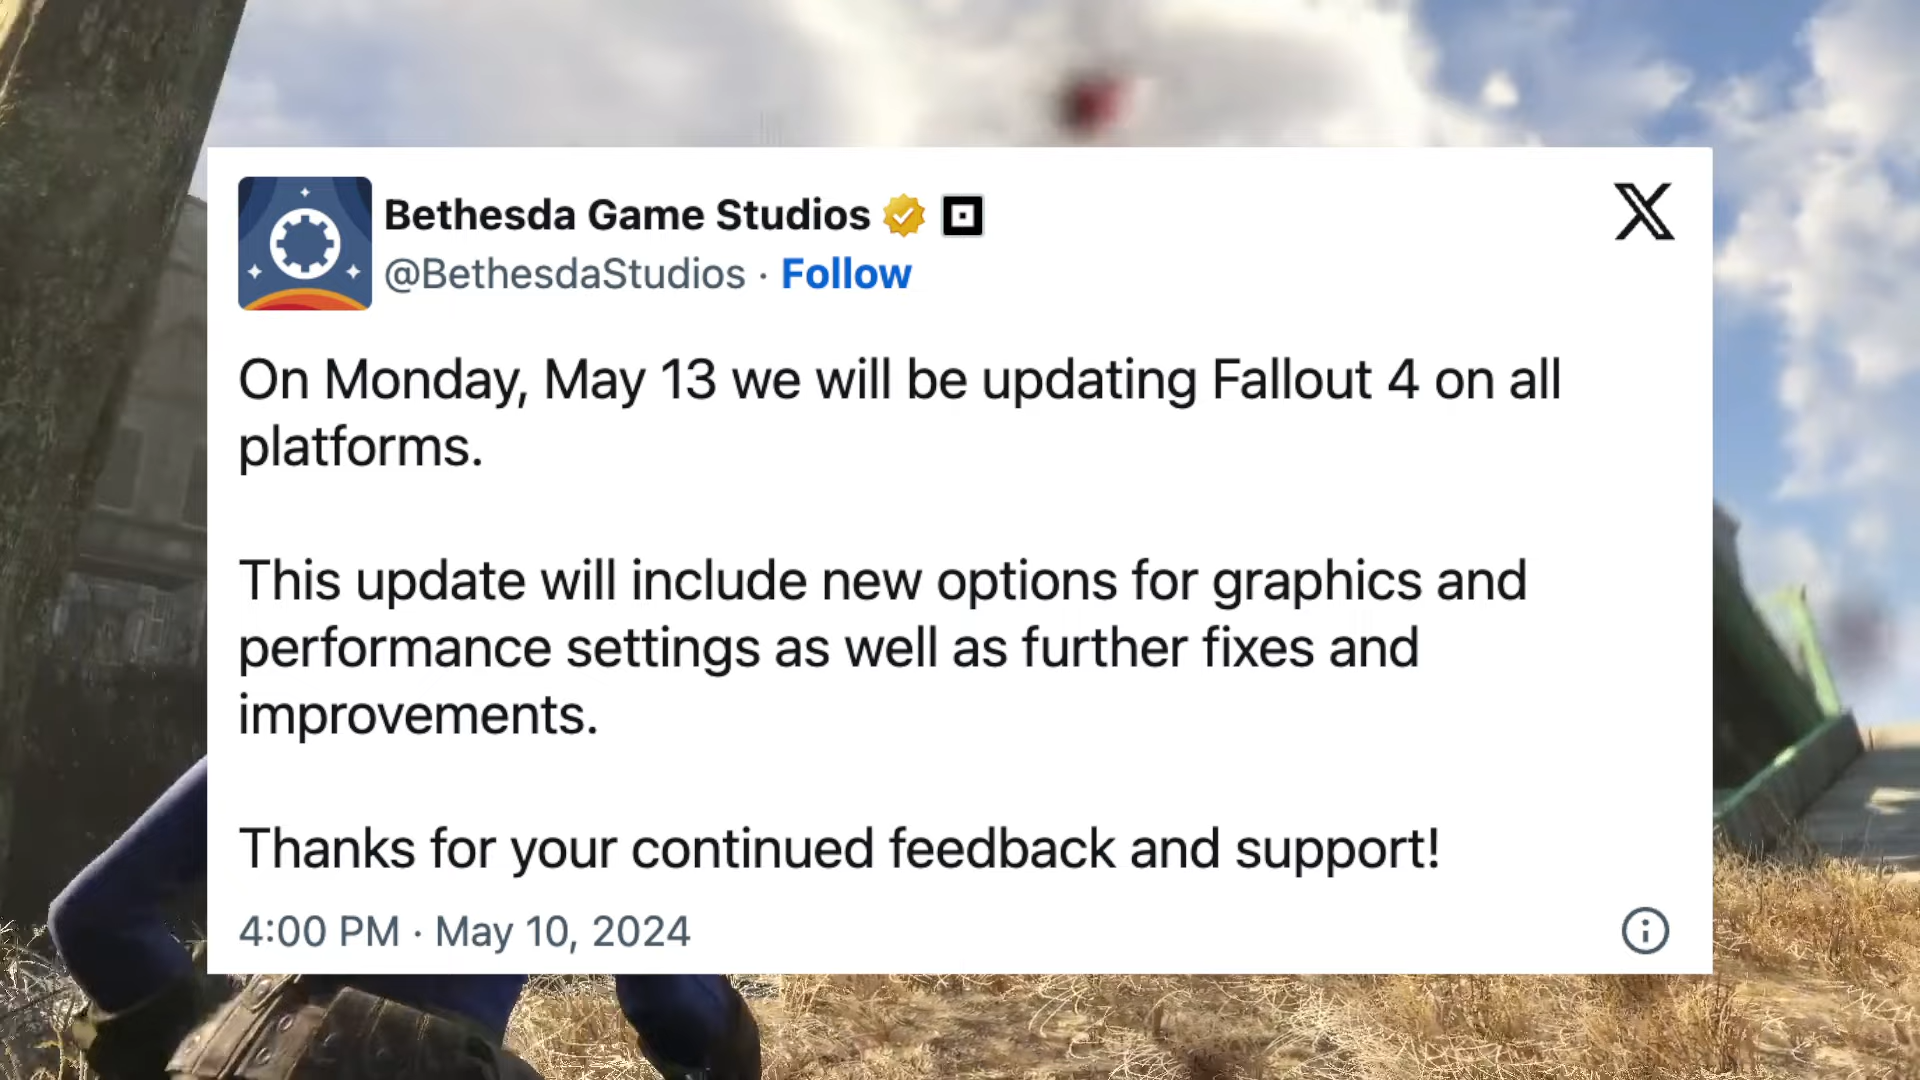 Bethesda Game Studios
@BethesdaStudios · Follow
On Monday, May 13 we will be updating Fallout 4 on all
platforms.
This update will include new options for graphics and
performance settings as well as further fixes and
improvements.
Thanks for your continued feedback and support!
4:00 PM · May 10, 2024